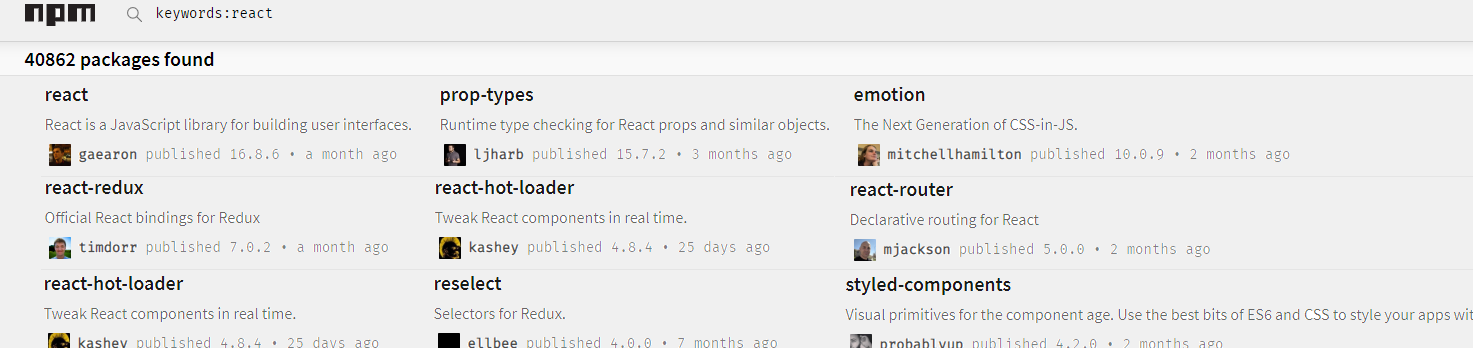 npm keywords:react
40862 packages found
react
React is a JavaScript library for building user interfaces.
gaearon published 16.8.6 • a month ago
prop-types
Runtime type checking for React props and similar objects.
ljharb published 15.7.2 • 3 months ago
emotion
The Next Generation of CSS-in-JS.
mitchellhamilton published 10.0.9 • 2 months ago
react-redux
Official React bindings for Redux
timdorr published 7.0.2 • a month ago
react-hot-loader
Tweak React components in real time.
kashey published 4.8.4 • 25 days ago
react-router
Declarative routing for React
mjackson published 5.0.0 • 2 months ago
react-hot-loader
Tweak React components in real time.
kashey published 4.8.4 • 25 days ago
reselect
Selectors for Redux.
ellbee published 4.0.0 • 7 months ago
styled-components
Visual primitives for the component age. Use the best bits of ES6 and CSS to style your apps wit
probablyup published 4.2.0 • 2 months ago